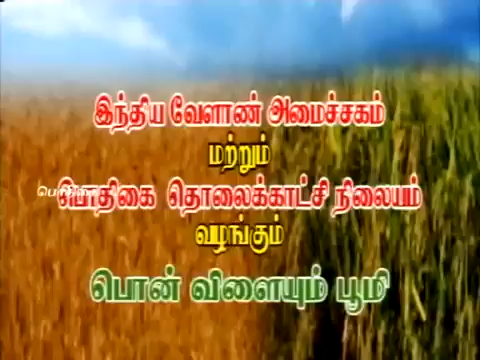 இந்திய வேளாண் அமைச்சகம்
மற்றும்
பொதிகை தொலைக்காட்சி நிலையம்
வழங்கும்
பொன் விளையும் பூமி